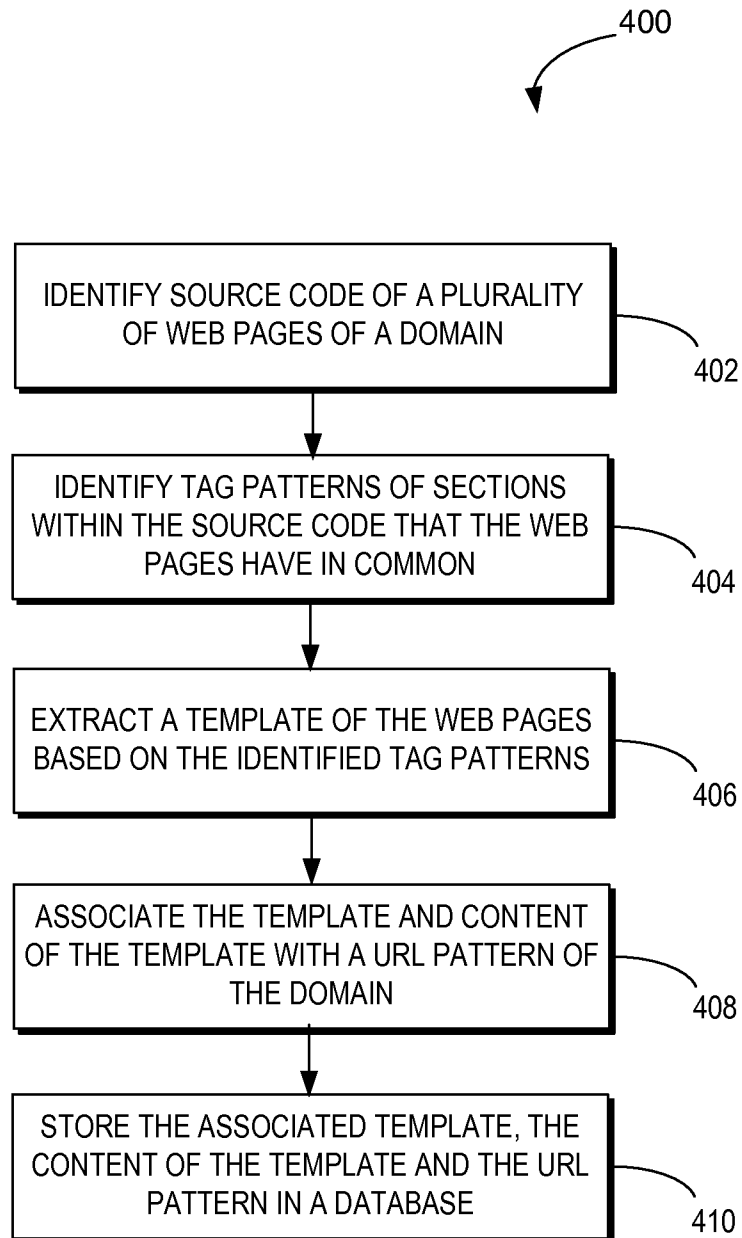 400
IDENTIFY SOURCE CODE OF A PLURALITY
OF WEB PAGES OF A DOMAIN
402
IDENTIFY TAG PATTERNS OF SECTIONS
WITHIN THE SOURCE CODE THAT THE WEB
PAGES HAVE IN COMMON
404
EXTRACT A TEMPLATE OF THE WEB PAGES
BASED ON THE IDENTIFIED TAG PATTERNS
406
ASSOCIATE THE TEMPLATE AND CONTENT
OF THE TEMPLATE WITH A URL PATTERN OF
THE DOMAIN
408
STORE THE ASSOCIATED TEMPLATE, THE
CONTENT OF THE TEMPLATE AND THE URL
PATTERN IN A DATABASE
410